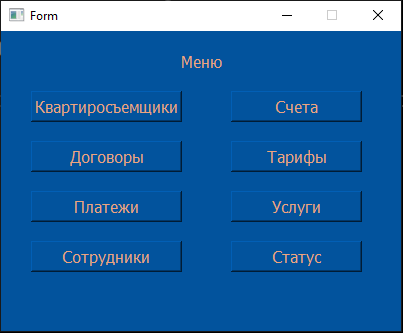 Form
Меню
Квартиросъемщики Счета
Договоры Тарифы
Платежи Услуги
Сотрудники Статус